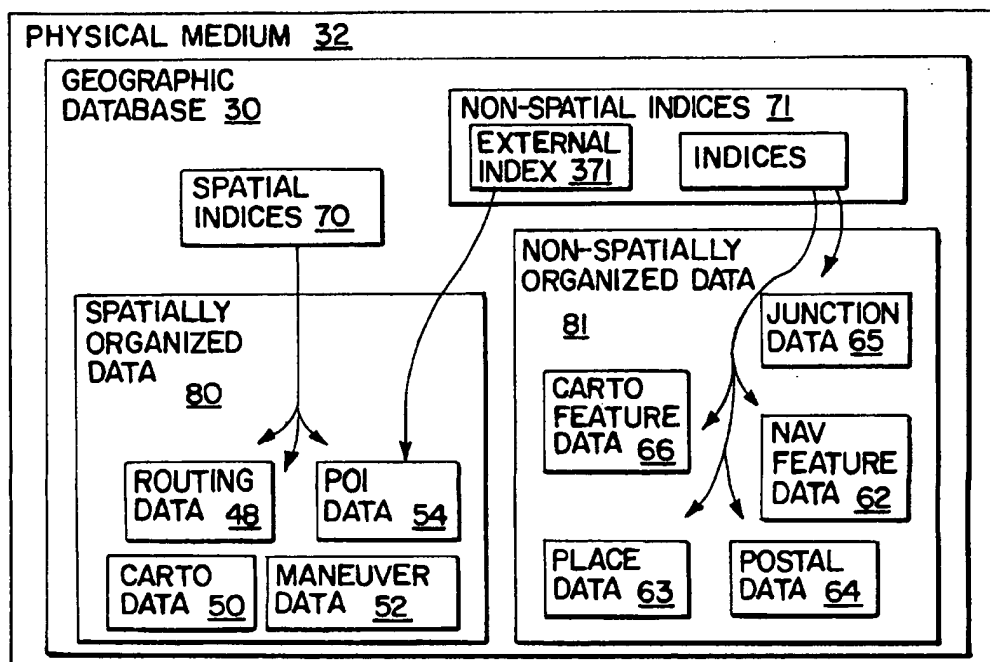 PHYSICAL MEDIUM 32
GEOGRAPHIC
DATABASE 30
NON-SPATIAL INDICES 71
EXTERNAL
INDEX 371
INDICES
SPATIAL
INDICES 70
SPATIALLY
ORGANIZED
DATA
80
ROUTING
DATA 48
POI
DATA 54
CARTO
DATA 50
MANEUVER
DATA 52
NON-SPATIALLY
ORGANIZED DATA
81
JUNCTION
DATA 65
CARTO
FEATURE
DATA 66
NAV
FEATURE
DATA 62
PLACE
DATA 63
POSTAL
DATA 64